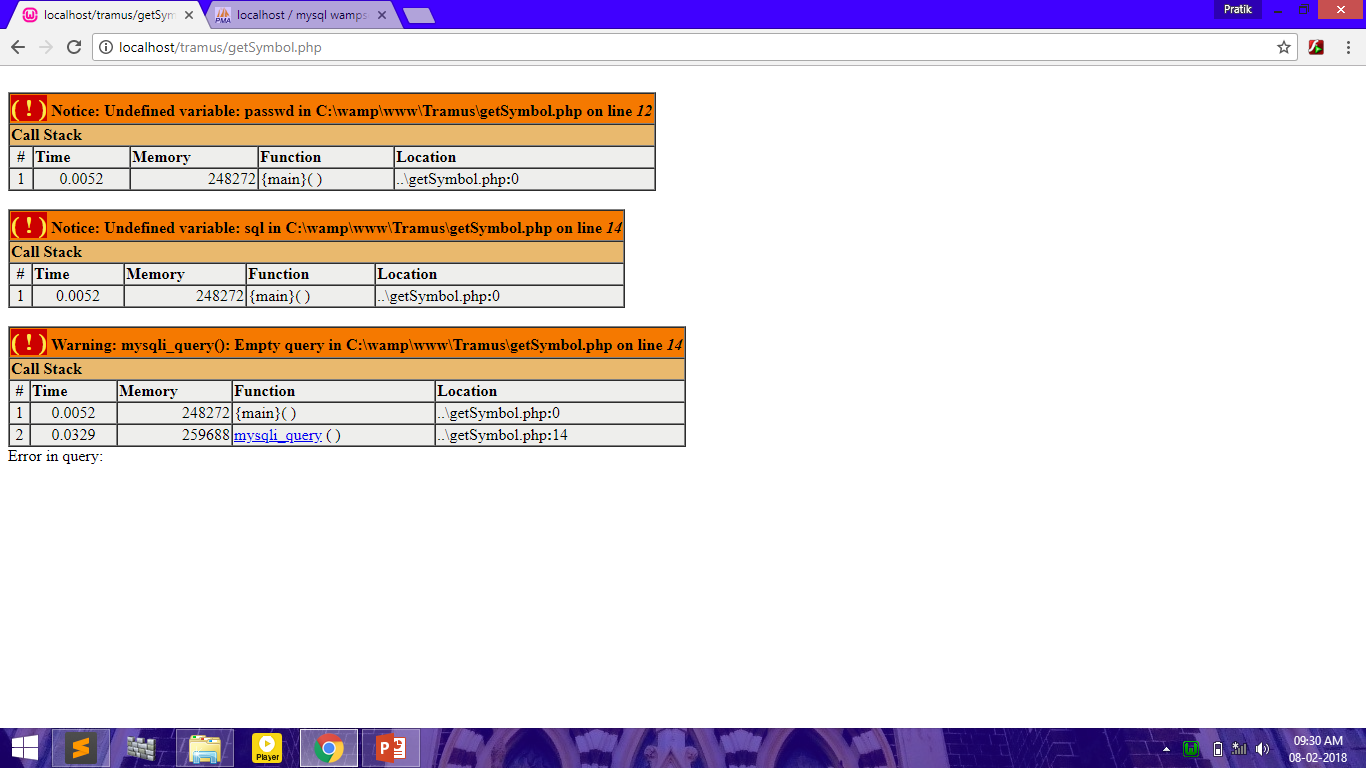 localhost/tramus/getSym
localhost / mysql wamps
Pratik
localhost/tramus/getSymbol.php
( ! ) Notice: Undefined variable: passwd in C:\wamp\www\Tramus\getSymbol.php on line 12
Call Stack
# Time Memory Function Location
1 0.0052 248272 {main}( ) ..\getSymbol.php:0
( ! ) Notice: Undefined variable: sql in C:\wamp\www\Tramus\getSymbol.php on line 14
Call Stack
# Time Memory Function Location
1 0.0052 248272 {main}( ) ..\getSymbol.php:0
( ! ) Warning: mysqli_query(): Empty query in C:\wamp\www\Tramus\getSymbol.php on line 14
Call Stack
# Time Memory Function Location
1 0.0052 248272 {main}( ) ..\getSymbol.php:0
2 0.0329 259688 mysqli_query ( ) ..\getSymbol.php:14
Error in query:
Player
09:30 AM
08-02-2018